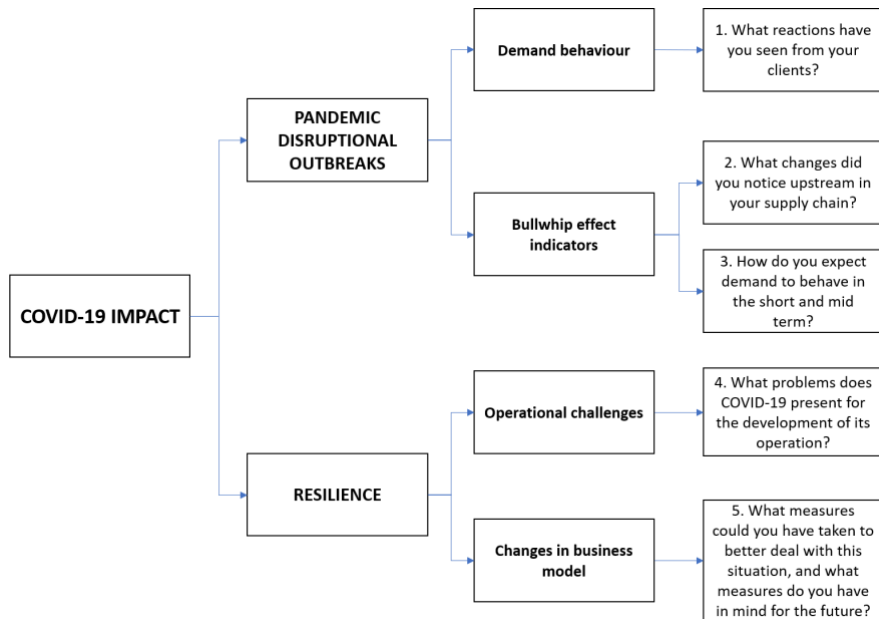 Demand behaviour
1. What reactions have
you seen from your
clients?
PANDEMIC
DISRUPTIONAL
OUTBREAKS
2. What changes did
you notice upstream in
your supply chain?
Bullwhip effect
indicators
3. How do you expect
demand to behave in
the short and mid
term?
COVID-19 IMPACT
Operational challenges
4. What problems does
COVID-19 present for
the development of its
operation?
RESILIENCE
Changes in business
model
5. What measures
could you have taken to
better deal with this
situation, and what
measures do you have
in mind for the future?